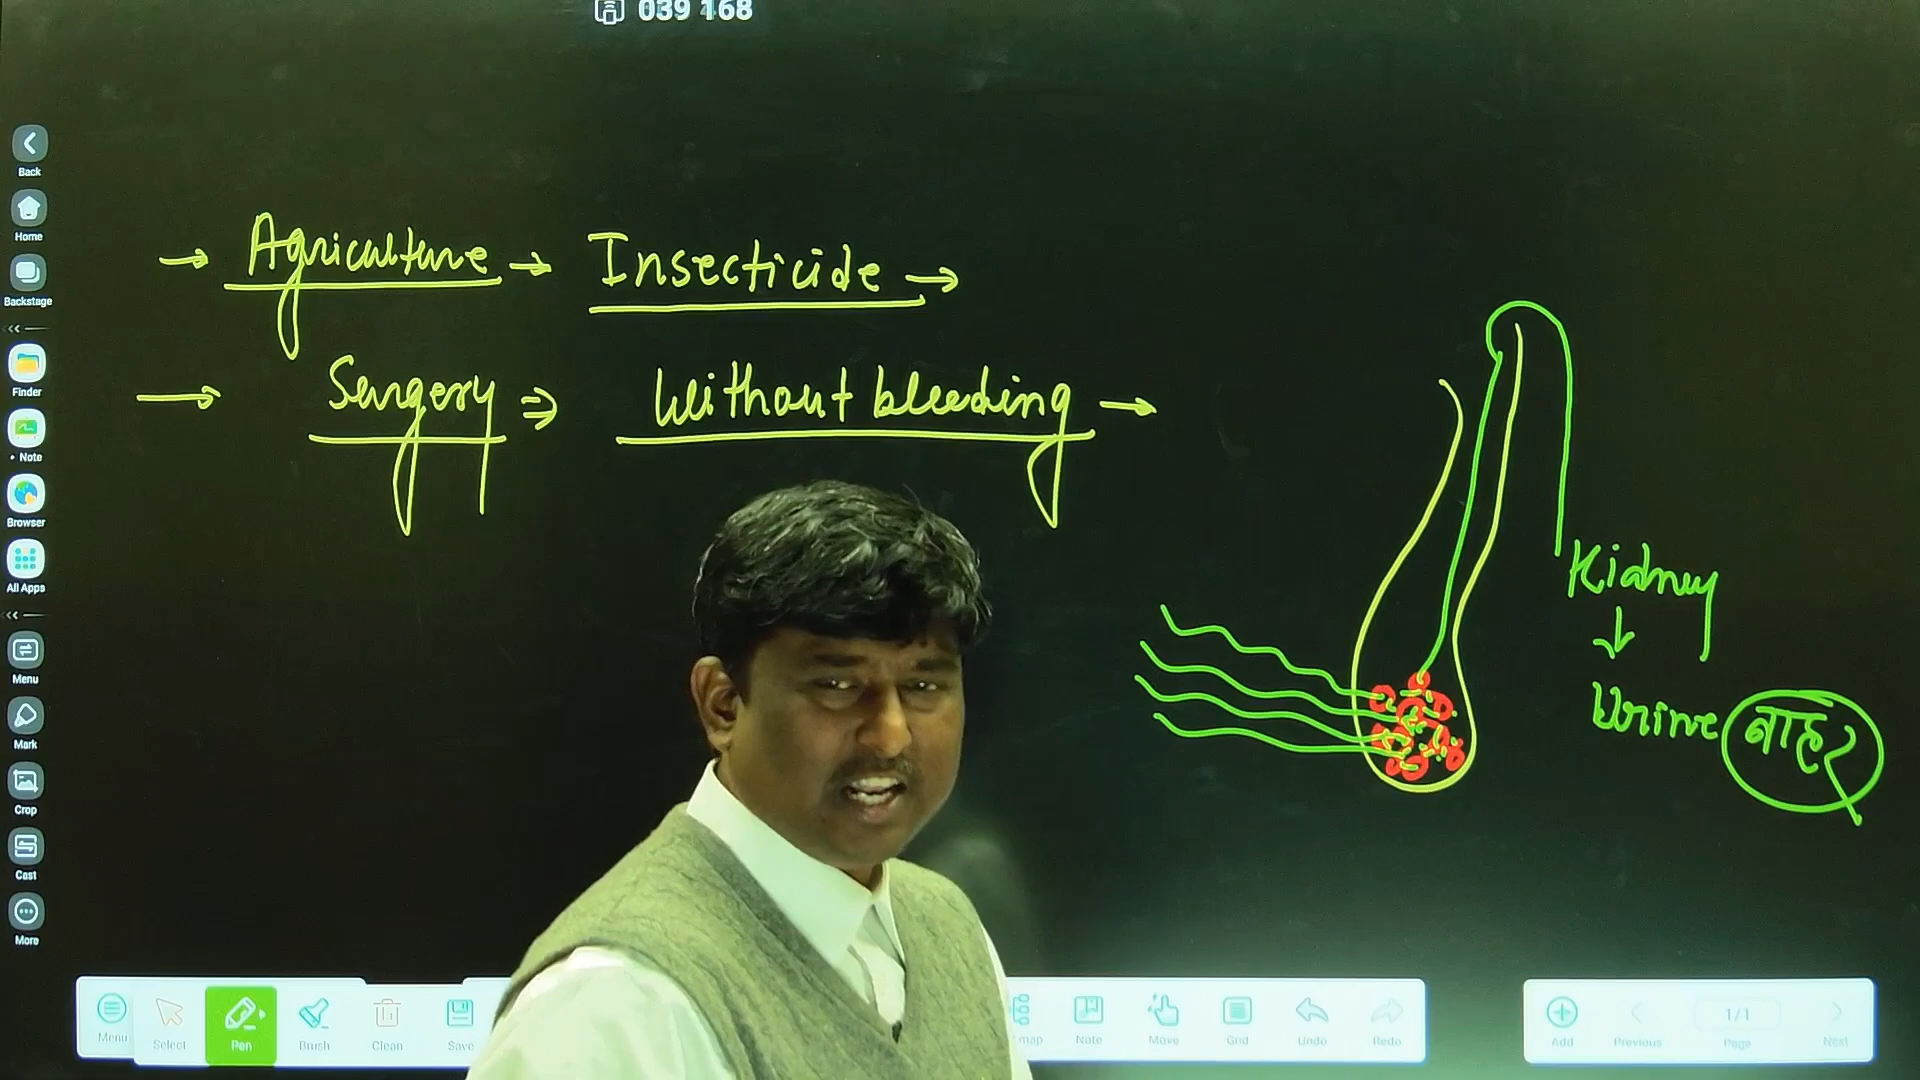 039 168
Back
Home
Backstage
Finder
Note
Browser
All Apps
Menu
Mark
Crop
Cast
More
→ Agriculture → Insecticide →
→ Surgery ⇒ Without bleeding →
Kidney
↓
Urine बाहर
Menu Select Pen Brush Clean Save map Note Move Grid Undo Redo
Add Previous 1/1 Page Next